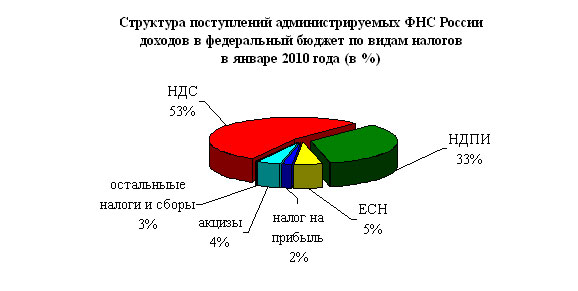 Структура поступлений администрируемых ФНС России
доходов в федеральный бюджет по видам налогов
в январе 2010 года (в %)
НДС
53%
НДПИ
33%
остальные
налоги и сборы
3%
акцизы
4%
налог на
прибыль
2%
ЕСН
5%